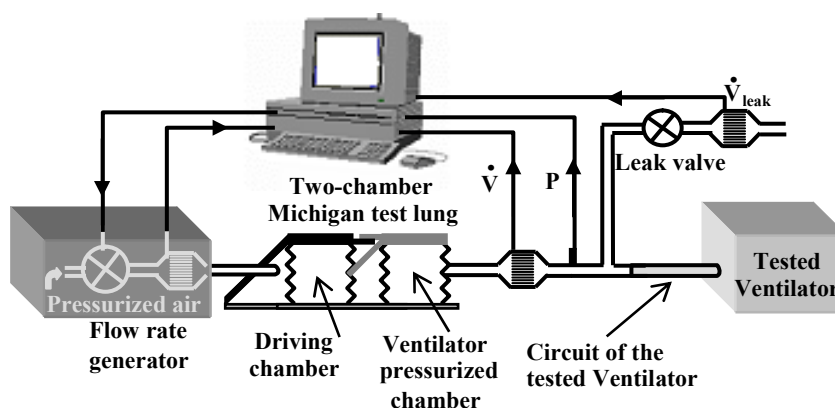 V̇leak
Leak valve
V̇
P
Two-chamber
Michigan test lung
Pressurized air
Flow rate
generator
Driving
chamber
Ventilator
pressurized
chamber
Circuit of the
tested Ventilator
Tested
Ventilator